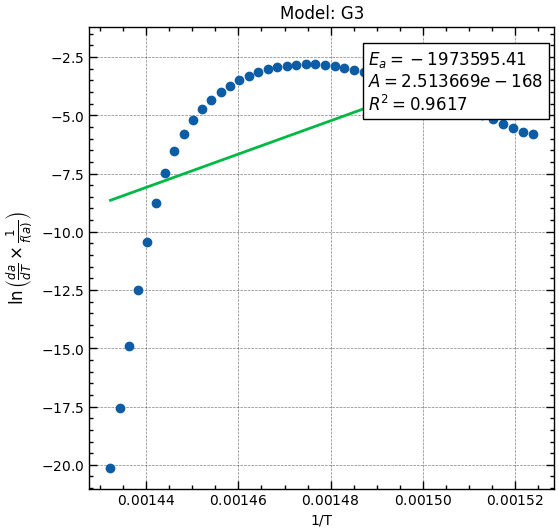 Model: G3
E_a = −1973595.41
A = 2.513669e − 168
R^2 = 0.9617
ln(da/dT × 1/f(a))
−2.5
−5.0
−7.5
−10.0
−12.5
−15.0
−17.5
−20.0
0.00144 0.00146 0.00148 0.00150 0.00152
1/T